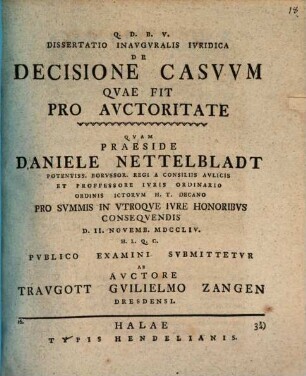 18
Q. D. B. V.
DISSERTATIO INAVGVRALIS IVRIDICA
DE
DECISIONE CASVVM
QVAE FIT
PRO AVCTORITATE
QVAM
PRAESIDE
DANIELE NETTELBLADT
POTENTISS. BORVSSOR. REGI A CONSILIIS AVLICIS
ET PROFFESSORE IVRIS ORDINARIO
ORDINIS ICTORVM H. T. DECANO
PRO SVMMIS IN VTROQVE IVRE HONORIBVS
CONSEQVENDIS
D. II. NOVEMB. MDCCLIV.
H. L. Q. C.
PVBLICO EXAMINI SVBMITTETVR
AB
AVCTORE
TRAVGOTT GVILIELMO ZANGEN
DRESDENSI.
HALAE
TYPIS HENDELIANIS.